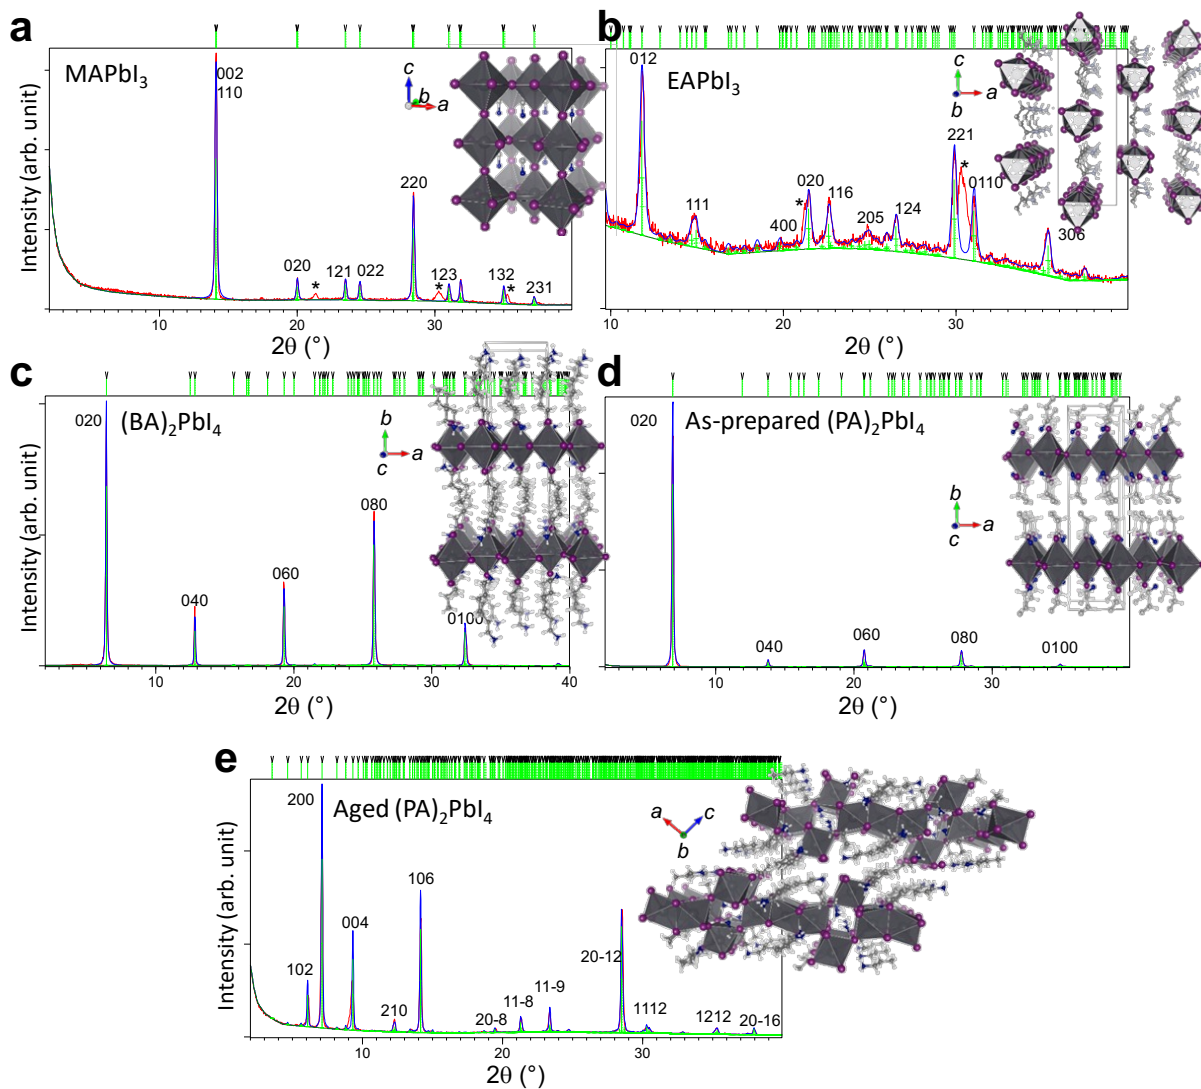 a
MAPbI3
002
110
220
020
121
022
*
*
123
132
*
231
c
b
a
Intensity (arb. unit)
10
20
30
2θ (°)
b
EAPbI3
012
111
400
*
020
116
205
124
221
*
0110
306
c
a
b
10
20
30
2θ (°)
c
(BA)2PbI4
020
040
060
080
0100
b
a
c
Intensity (arb. unit)
10
20
30
40
2θ (°)
d
As-prepared (PA)2PbI4
020
040
060
080
0100
b
a
c
10
20
30
2θ (°)
e
Aged (PA)2PbI4
102
200
004
210
106
20-8
11-8
11-9
20-12
1112
1212
20-16
a
c
b
Intensity (arb. unit)
10
20
30
2θ (°)